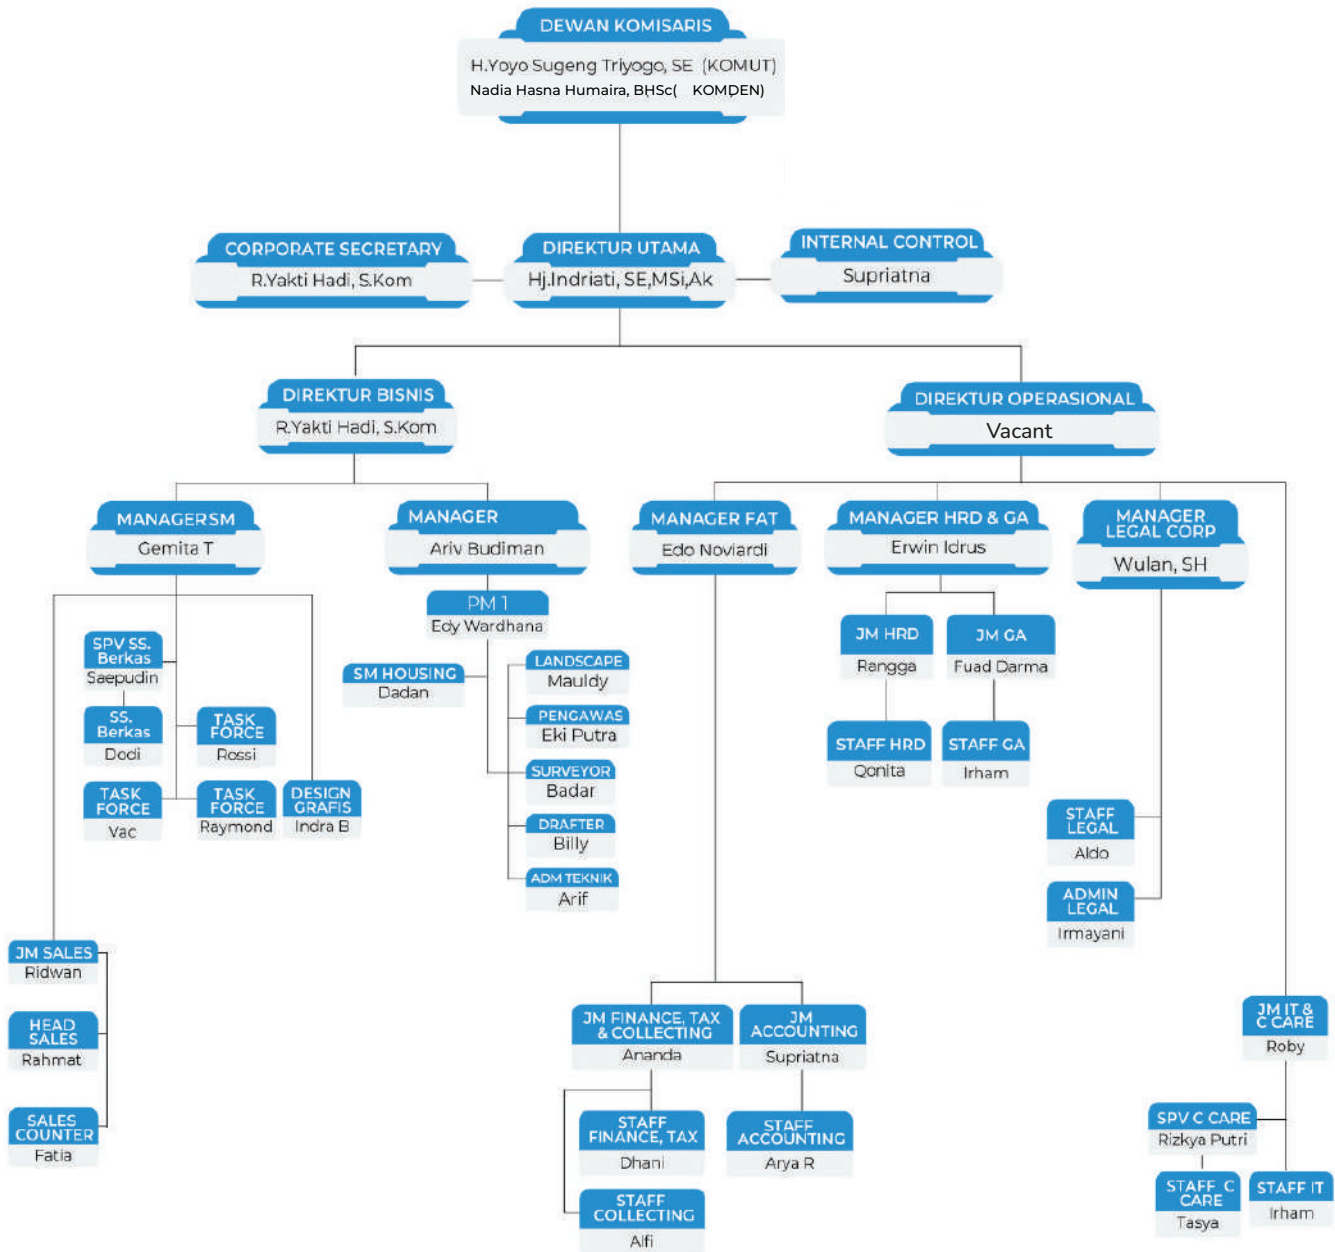 DEWAN KOMISARIS
H.Yoyo Sugeng Triyogo, SE (KOMUT)
Nadia Hasna Humaira, BHSc( KOMDEN)
CORPORATE SECRETARY
R.Yakti Hadi, S.Kom
DIREKTUR UTAMA
Hj.Indriati, SE,MSi,Ak
INTERNAL CONTROL
Supriatna
DIREKTUR BISNIS
R.Yakti Hadi, S.Kom
DIREKTUR OPERASIONAL
Vacant
MANAGER SM
Gemita T
MANAGER
Ariv Budiman
MANAGER FAT
Edo Noviardi
MANAGER HRD & GA
Erwin Idrus
MANAGER
LEGAL CORP
Wulan, SH
PM 1
Edy Wardhana
SPV SS.
Berkas
Saepudin
SS.
Berkas
Dodi
TASK
FORCE
Rossi
TASK
FORCE
Vac
TASK
FORCE
Raymond
DESIGN
GRAFIS
Indra B
SM HOUSING
Dadan
LANDSCAPE
Mauldy
PENGAWAS
Eki Putra
SURVEYOR
Badar
DRAFTER
Billy
ADM TEKNIK
Arif
JM HRD
Rangga
JM GA
Fuad Darma
STAFF HRD
Qonita
STAFF GA
Irham
STAFF
LEGAL
Aldo
ADMIN
LEGAL
Irmayani
JM SALES
Ridwan
HEAD
SALES
Rahmat
SALES
COUNTER
Fatia
JM FINANCE, TAX
& COLLECTING
Ananda
JM
ACCOUNTING
Supriatna
STAFF
FINANCE, TAX
Dhani
STAFF
ACCOUNTING
Arya R
STAFF
COLLECTING
Alfi
JM IT &
C CARE
Roby
SPV C CARE
Rizkya Putri
STAFF C
CARE
Tasya
STAFF IT
Irham